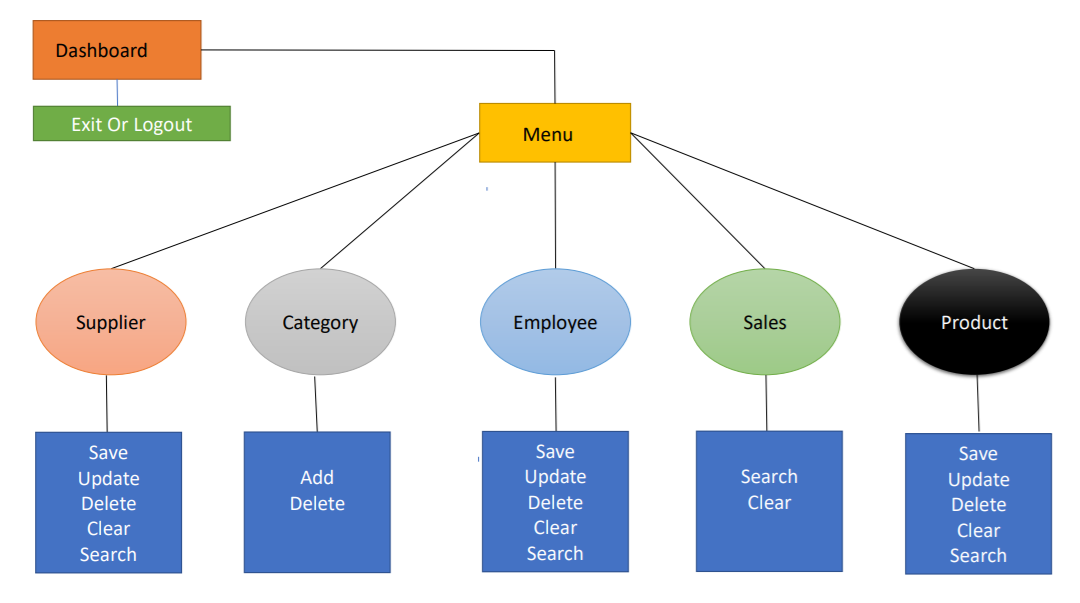 Dashboard
Exit Or Logout
Menu
Supplier
Category
Employee
Sales
Product
Save
Update
Delete
Clear
Search
Add
Delete
Save
Update
Delete
Clear
Search
Search
Clear
Save
Update
Delete
Clear
Search